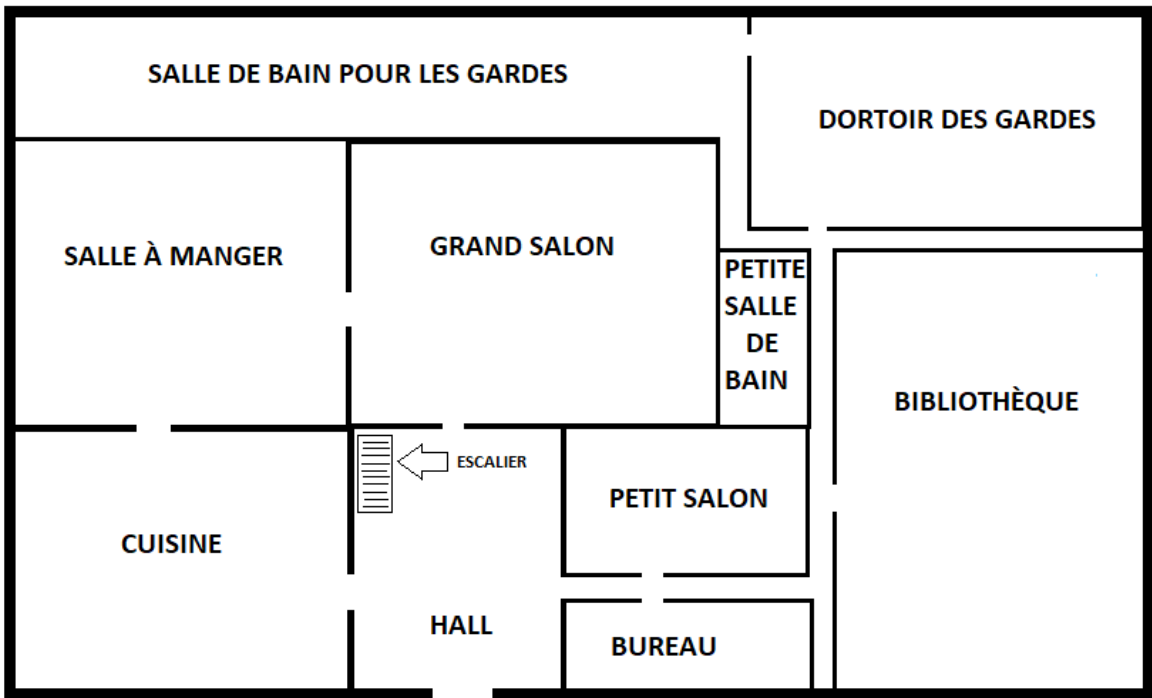 SALLE DE BAIN POUR LES GARDES
DORTOIR DES GARDES
SALLE À MANGER
GRAND SALON
PETITE
SALLE
DE
BAIN
BIBLIOTHÈQUE
ESCALIER
PETIT SALON
CUISINE
HALL
BUREAU